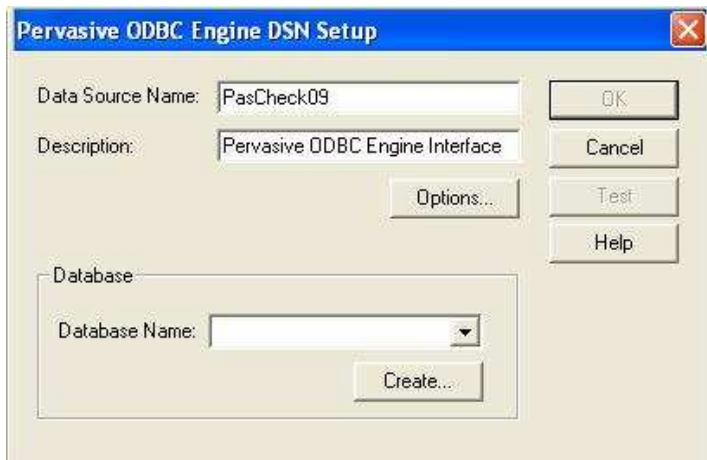 Pervasive ODBC Engine DSN Setup
Data Source Name: PasCheck09
OK
Description: Pervasive ODBC Engine Interface
Cancel
Options...
Test
Help
Database
Database Name:
Create...